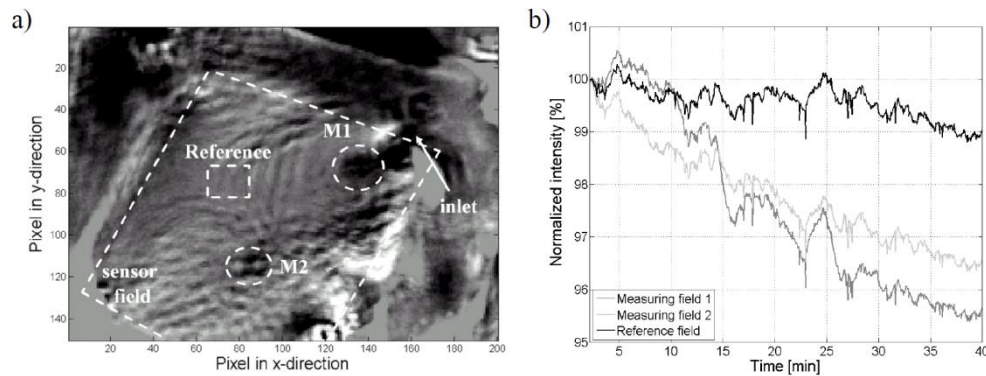 a)
20
40
60
80
100
120
140
Pixel in y-direction
M1
Reference
inlet
M2
sensor
field
20 40 60 80 100 120 140 160 180 200
Pixel in x-direction
b)
101
100
99
98
97
96
95
Normalized intensity [%]
Measuring field 1
Measuring field 2
Reference field
5 10 15 20 25 30 35 40
Time [min]